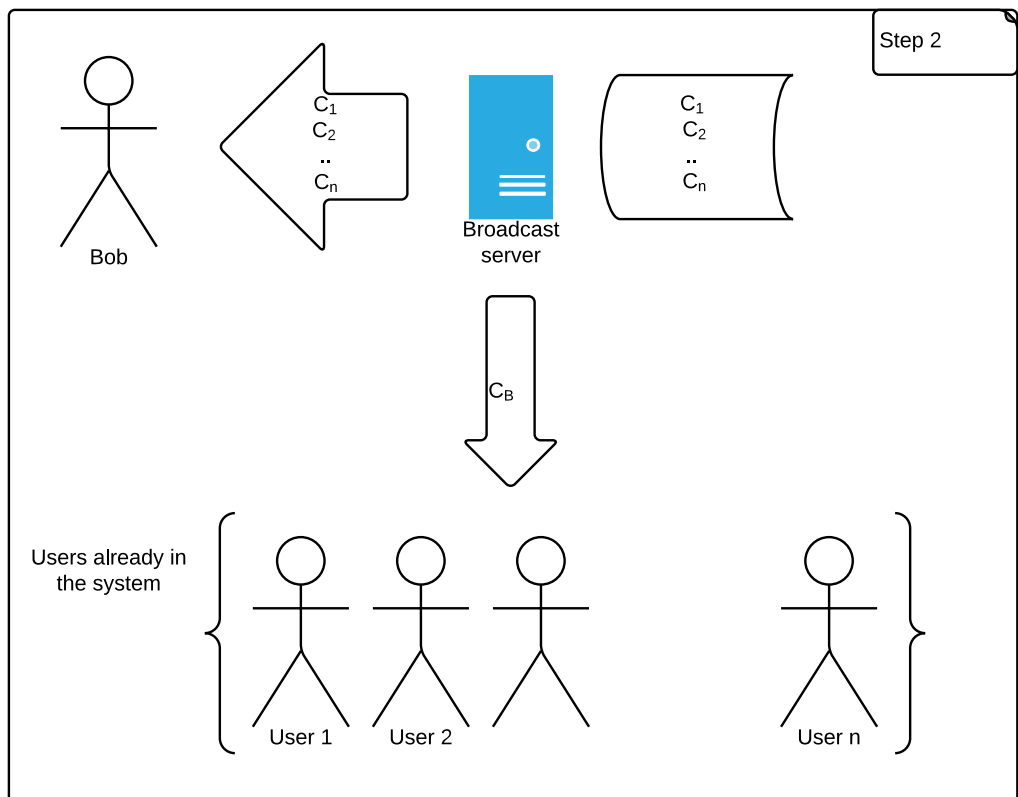 Step 2
C₁
C₂
..
Cₙ
C₁
C₂
..
Cₙ
Bob
Broadcast
server
C_B
Users already in
the system
User 1
User 2
User n